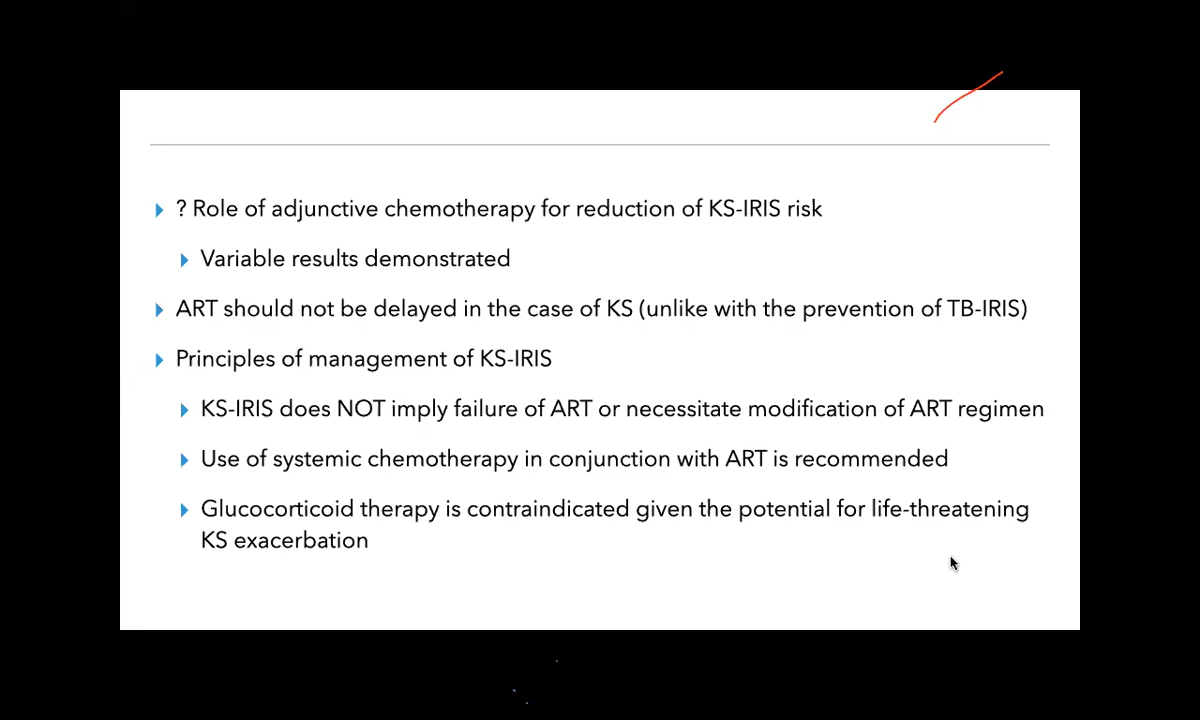 ? Role of adjunctive chemotherapy for reduction of KS-IRIS risk
Variable results demonstrated
ART should not be delayed in the case of KS (unlike with the prevention of TB-IRIS)
Principles of management of KS-IRIS
KS-IRIS does NOT imply failure of ART or necessitate modification of ART regimen
Use of systemic chemotherapy in conjunction with ART is recommended
Glucocorticoid therapy is contraindicated given the potential for life-threatening
KS exacerbation